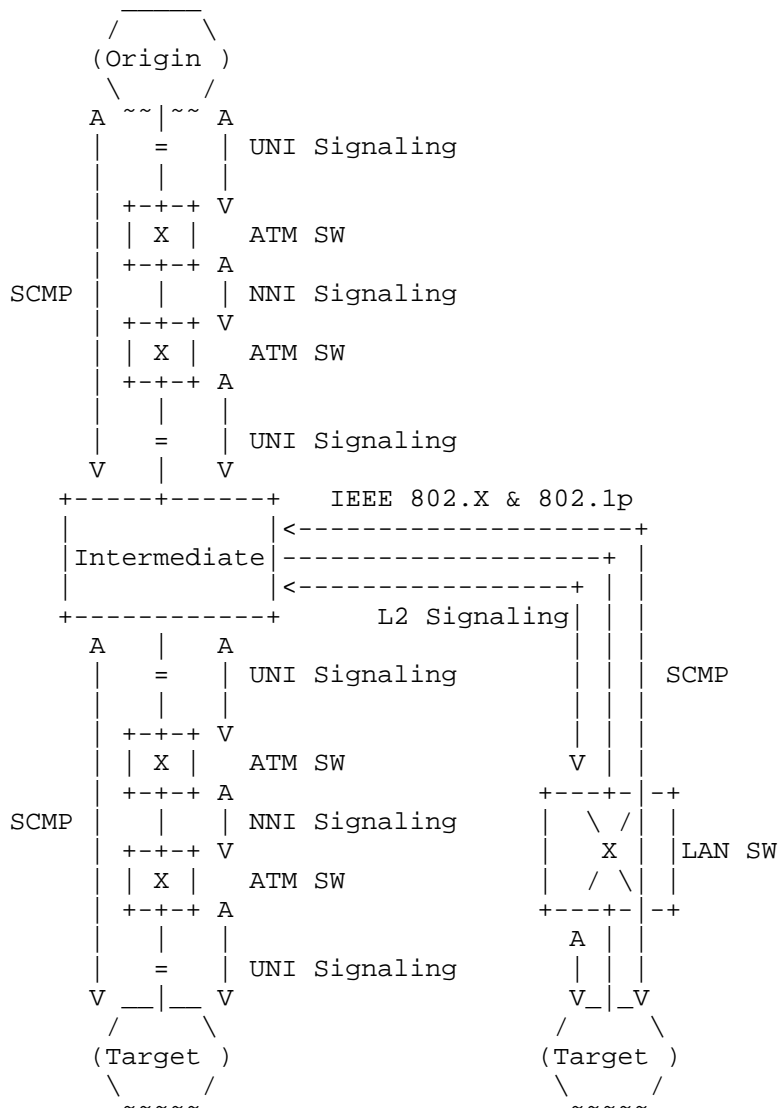 (Origin )
A A
= UNI Signaling
V
X ATM SW
A
SCMP NNI Signaling
V
X ATM SW
A
= UNI Signaling
V V
IEEE 802.X & 802.1p
Intermediate
L2 Signaling
A A
= UNI Signaling SCMP
V
X ATM SW V
A
SCMP NNI Signaling
V X LAN SW
X ATM SW
A
A
= UNI Signaling
V V V V
(Target ) (Target )